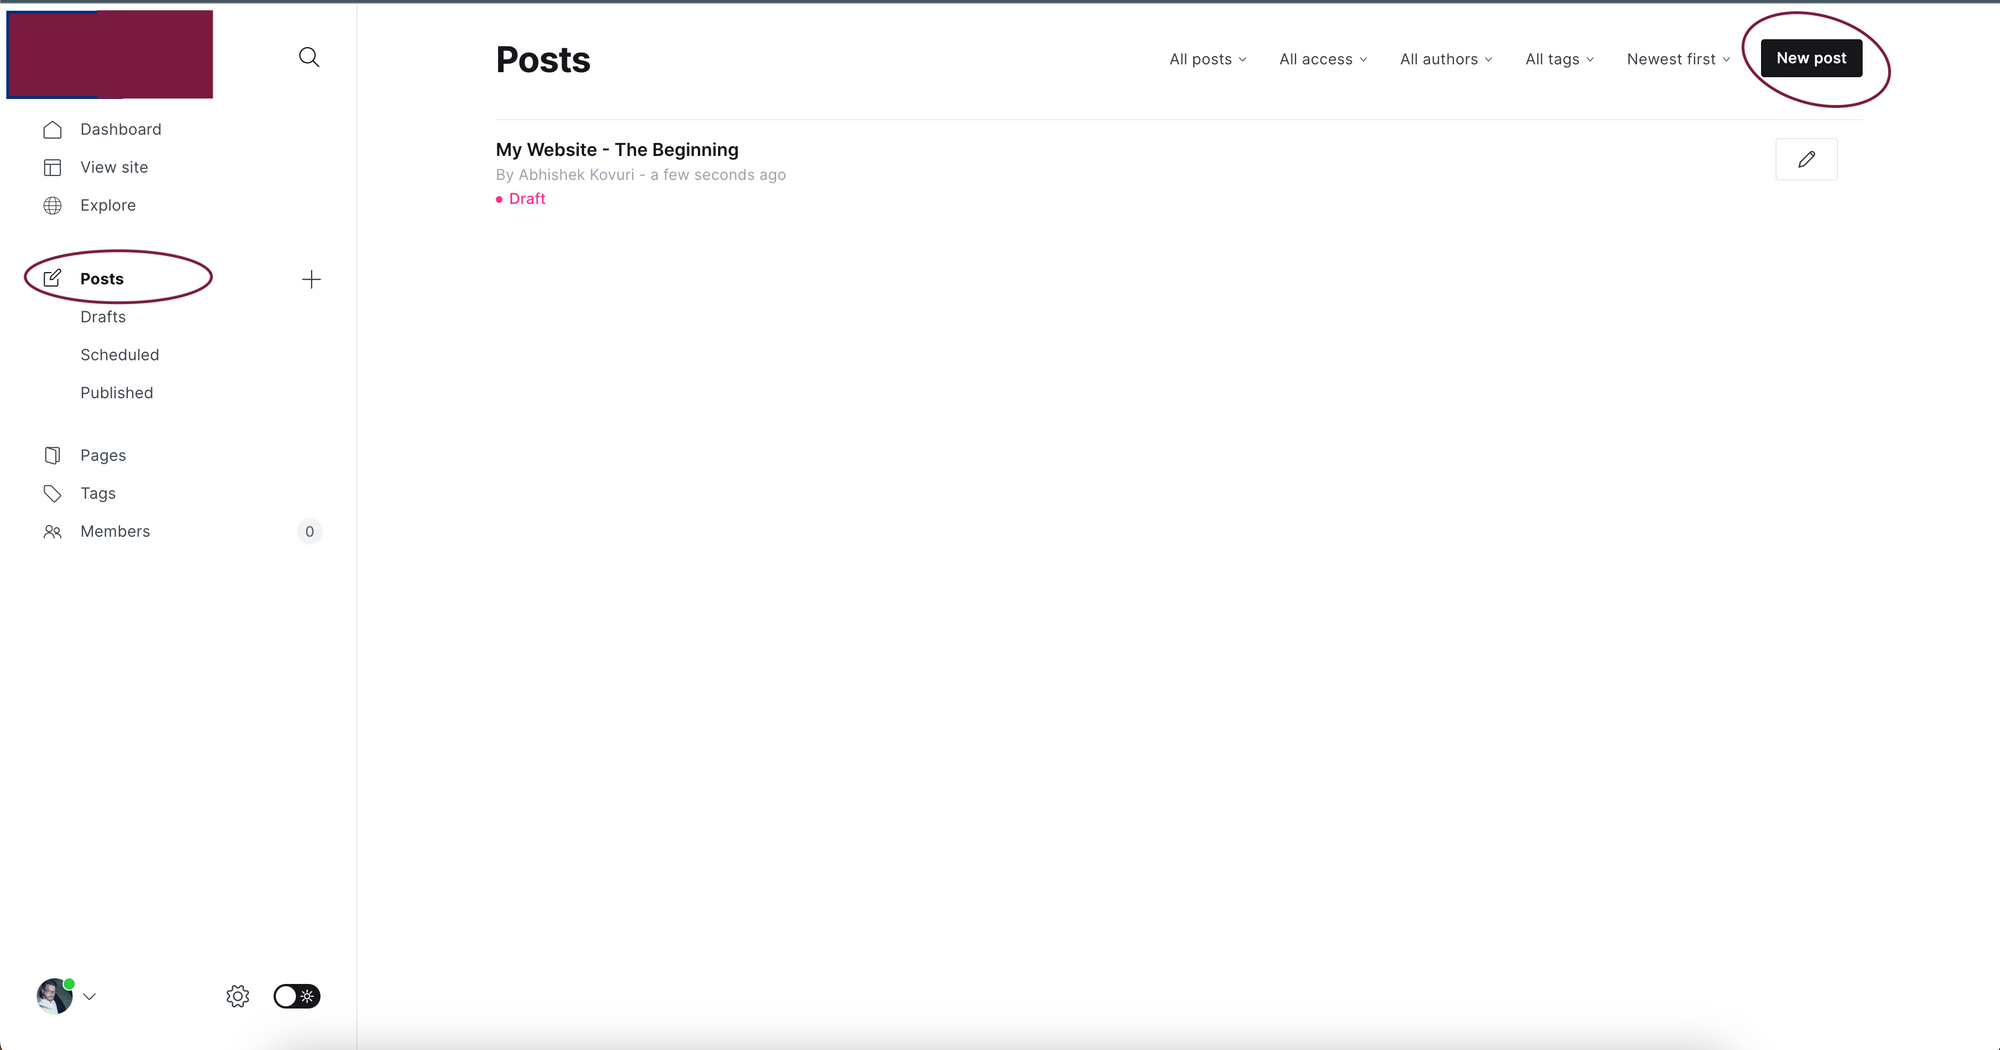 Dashboard
View site
Explore
Posts
Drafts
Scheduled
Published
Pages
Tags
Members 0
Posts
All posts All access All authors All tags Newest first New post
My Website - The Beginning
By Abhishek Kovuri - a few seconds ago
Draft